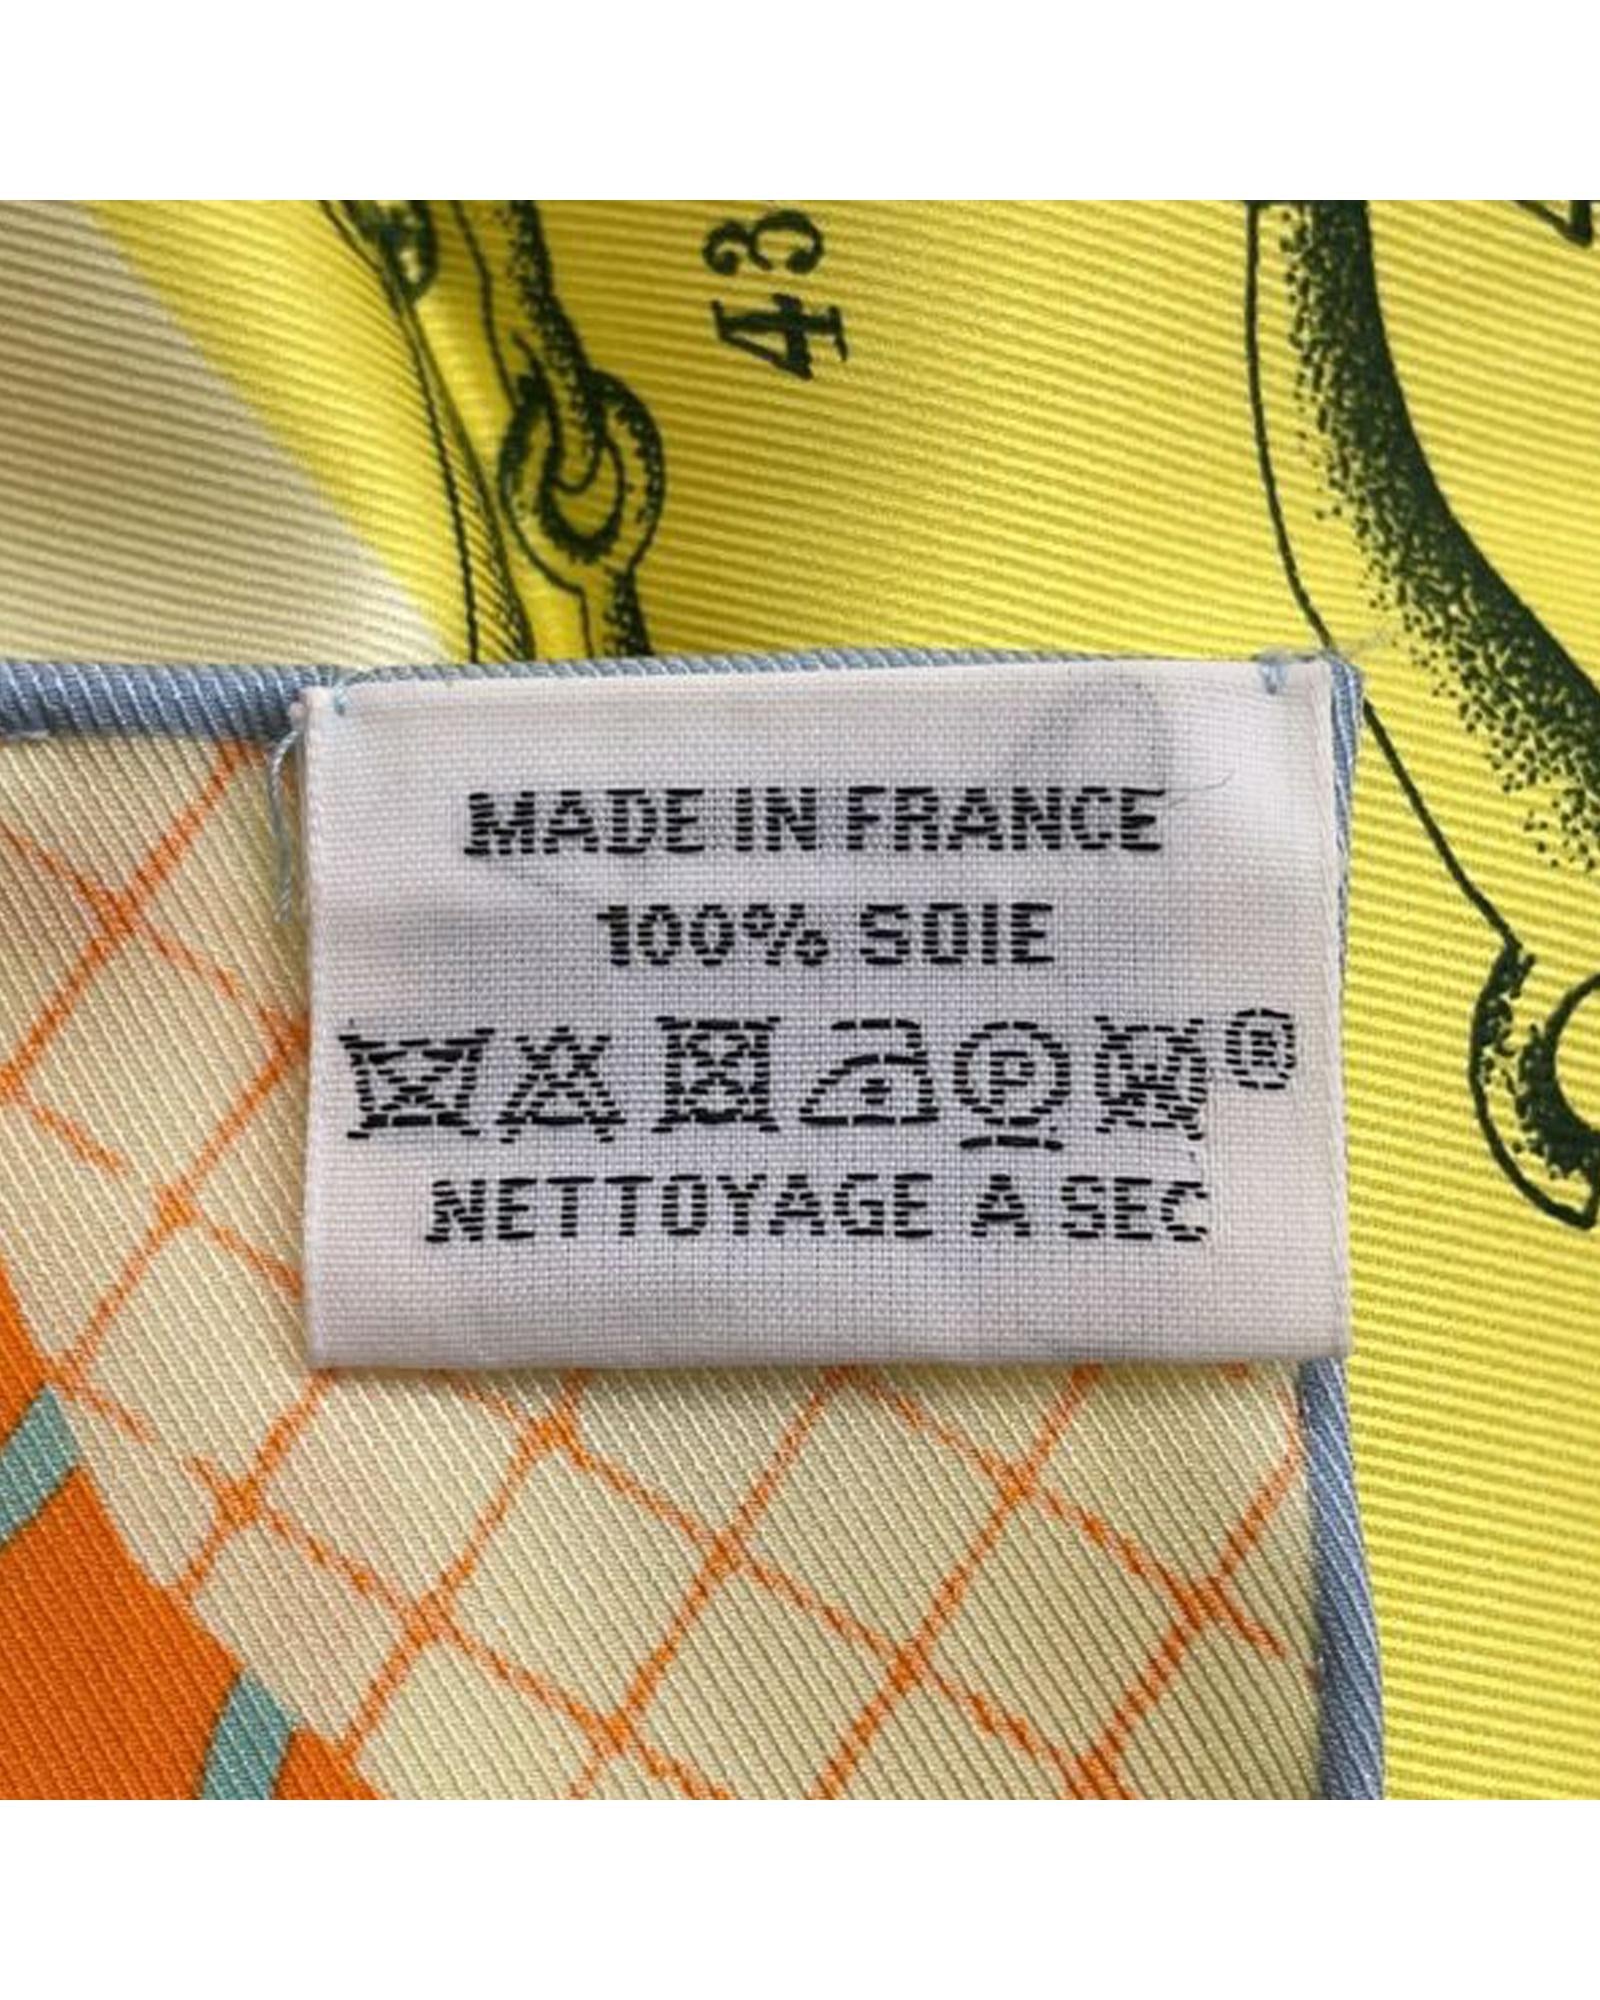 43
MADE IN FRANCE
100% SOIE
P W ®
NETTOYAGE A SEC